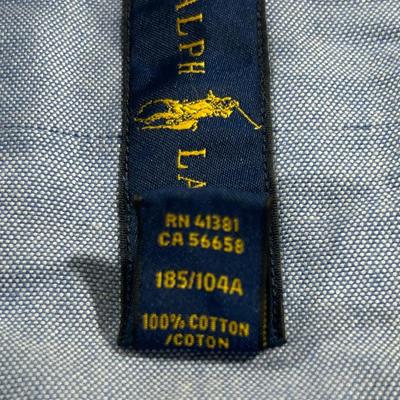 RALPH LA
RN 41381
CA 56658
185/104A
100% COTTON
/COTON